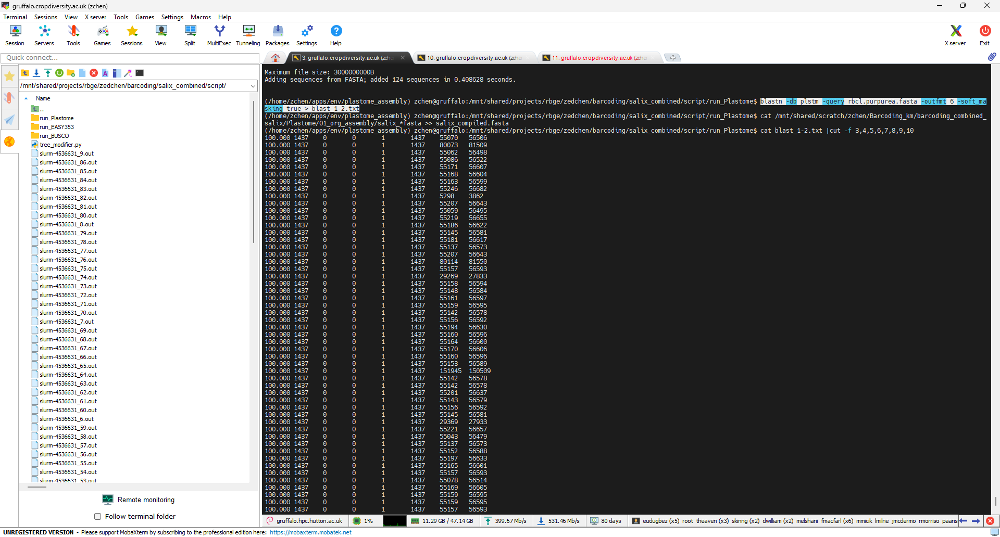 gruffalo.cropdiversity.ac.uk (zchen)
Terminal Sessions View X server Tools Games Settings Macros Help
Session Servers Tools Games Sessions View Split MultiExec Tunneling Packages Settings Help X server Exit
Quick connect...
3. gruffalo.cropdiversity.ac.uk (zche
10. gruffalo.cropdiversity.ac.uk (zche
11. gruffalo.cropdiversity.ac.uk (zche
/mnt/shared/projects/rbge/zedchen/barcoding/salix_combined/script/
Name
..
run_Plastome
run_EASY353
run_BUSCO
tree_modifier.py
slurm-4536631_9.out
slurm-4536631_86.out
slurm-4536631_85.out
slurm-4536631_84.out
slurm-4536631_83.out
slurm-4536631_82.out
slurm-4536631_81.out
slurm-4536631_80.out
slurm-4536631_8.out
slurm-4536631_79.out
slurm-4536631_78.out
slurm-4536631_77.out
slurm-4536631_76.out
slurm-4536631_75.out
slurm-4536631_74.out
slurm-4536631_73.out
slurm-4536631_72.out
slurm-4536631_71.out
slurm-4536631_70.out
slurm-4536631_7.out
slurm-4536631_69.out
slurm-4536631_68.out
slurm-4536631_67.out
slurm-4536631_66.out
slurm-4536631_65.out
slurm-4536631_64.out
slurm-4536631_63.out
slurm-4536631_62.out
slurm-4536631_61.out
slurm-4536631_60.out
slurm-4536631_6.out
slurm-4536631_59.out
slurm-4536631_58.out
slurm-4536631_57.out
slurm-4536631_56.out
slurm-4536631_55.out
slurm-4536631_54.out
slurm-4536631_53.out
Remote monitoring
Follow terminal folder
Maximum file size: 3000000000B
Adding sequences from FASTA; added 124 sequences in 0.408628 seconds.
(/home/zchen/apps/env/plastome_assembly) zchen@gruffalo:/mnt/shared/projects/rbge/zedchen/barcoding/salix_combined/script/run_Plastome$ blastn -db plstm -query rbcl.purpurea.fasta -outfmt 6 -soft_ma
sking true > blast_1-2.txt
(/home/zchen/apps/env/plastome_assembly) zchen@gruffalo:/mnt/shared/projects/rbge/zedchen/barcoding/salix_combined/script/run_Plastome$ cat /mnt/shared/scratch/zchen/Barcoding_km/barcoding_combined_
salix/Plastome/01_org_assembly/salix_*fasta >> salix_compiled.fasta
(/home/zchen/apps/env/plastome_assembly) zchen@gruffalo:/mnt/shared/projects/rbge/zedchen/barcoding/salix_combined/script/run_Plastome$ cat blast_1-2.txt |cut -f 3,4,5,6,7,8,9,10
100.000 1437 0 0 1 1437 55070 56506
100.000 1437 0 0 1 1437 80073 81509
100.000 1437 0 0 1 1437 55062 56498
100.000 1437 0 0 1 1437 55086 56522
100.000 1437 0 0 1 1437 55171 56607
100.000 1437 0 0 1 1437 55168 56604
100.000 1437 0 0 1 1437 55163 56599
100.000 1437 0 0 1 1437 55246 56682
100.000 1437 0 0 1 1437 5298 3862
100.000 1437 0 0 1 1437 55207 56643
100.000 1437 0 0 1 1437 55059 56495
100.000 1437 0 0 1 1437 55219 56655
100.000 1437 0 0 1 1437 55186 56622
100.000 1437 0 0 1 1437 55145 56581
100.000 1437 0 0 1 1437 55181 56617
100.000 1437 0 0 1 1437 55137 56573
100.000 1437 0 0 1 1437 55207 56643
100.000 1437 0 0 1 1437 80114 81550
100.000 1437 0 0 1 1437 55157 56593
100.000 1437 0 0 1 1437 29269 27833
100.000 1437 0 0 1 1437 55158 56594
100.000 1437 0 0 1 1437 55148 56584
100.000 1437 0 0 1 1437 55161 56597
100.000 1437 0 0 1 1437 55159 56595
100.000 1437 0 0 1 1437 55142 56578
100.000 1437 0 0 1 1437 55156 56592
100.000 1437 0 0 1 1437 55194 56630
100.000 1437 0 0 1 1437 55160 56596
100.000 1437 0 0 1 1437 55164 56600
100.000 1437 0 0 1 1437 55170 56606
100.000 1437 0 0 1 1437 55160 56596
100.000 1437 0 0 1 1437 55153 56589
100.000 1437 0 0 1 1437 151945 150509
100.000 1437 0 0 1 1437 55142 56578
100.000 1437 0 0 1 1437 55142 56578
100.000 1437 0 0 1 1437 55201 56637
100.000 1437 0 0 1 1437 55143 56579
100.000 1437 0 0 1 1437 55156 56592
100.000 1437 0 0 1 1437 55145 56581
100.000 1437 0 0 1 1437 29369 27933
100.000 1437 0 0 1 1437 55221 56657
100.000 1437 0 0 1 1437 55043 56479
100.000 1437 0 0 1 1437 55137 56573
100.000 1437 0 0 1 1437 55152 56588
100.000 1437 0 0 1 1437 55197 56633
100.000 1437 0 0 1 1437 55165 56601
100.000 1437 0 0 1 1437 55157 56593
100.000 1437 0 0 1 1437 55078 56514
100.000 1437 0 0 1 1437 55169 56605
100.000 1437 0 0 1 1437 55159 56595
100.000 1437 0 0 1 1437 55159 56595
100.000 1437 0 0 1 1437 55157 56593
gruffalo.hpc.hutton.ac.uk 1% 11.29 GB / 47.14 GB 399.67 Mb/s 531.46 Mb/s 80 days eudugbez (x5) root theaven (x3) skinng (x2) dwilliam (x2) melshani fmacfarl (x6) mmicik lmilne jmcdermo rmorriso paans
UNREGISTERED VERSION - Please support MobaXterm by subscribing to the professional edition here: https://mobaxterm.mobatek.net